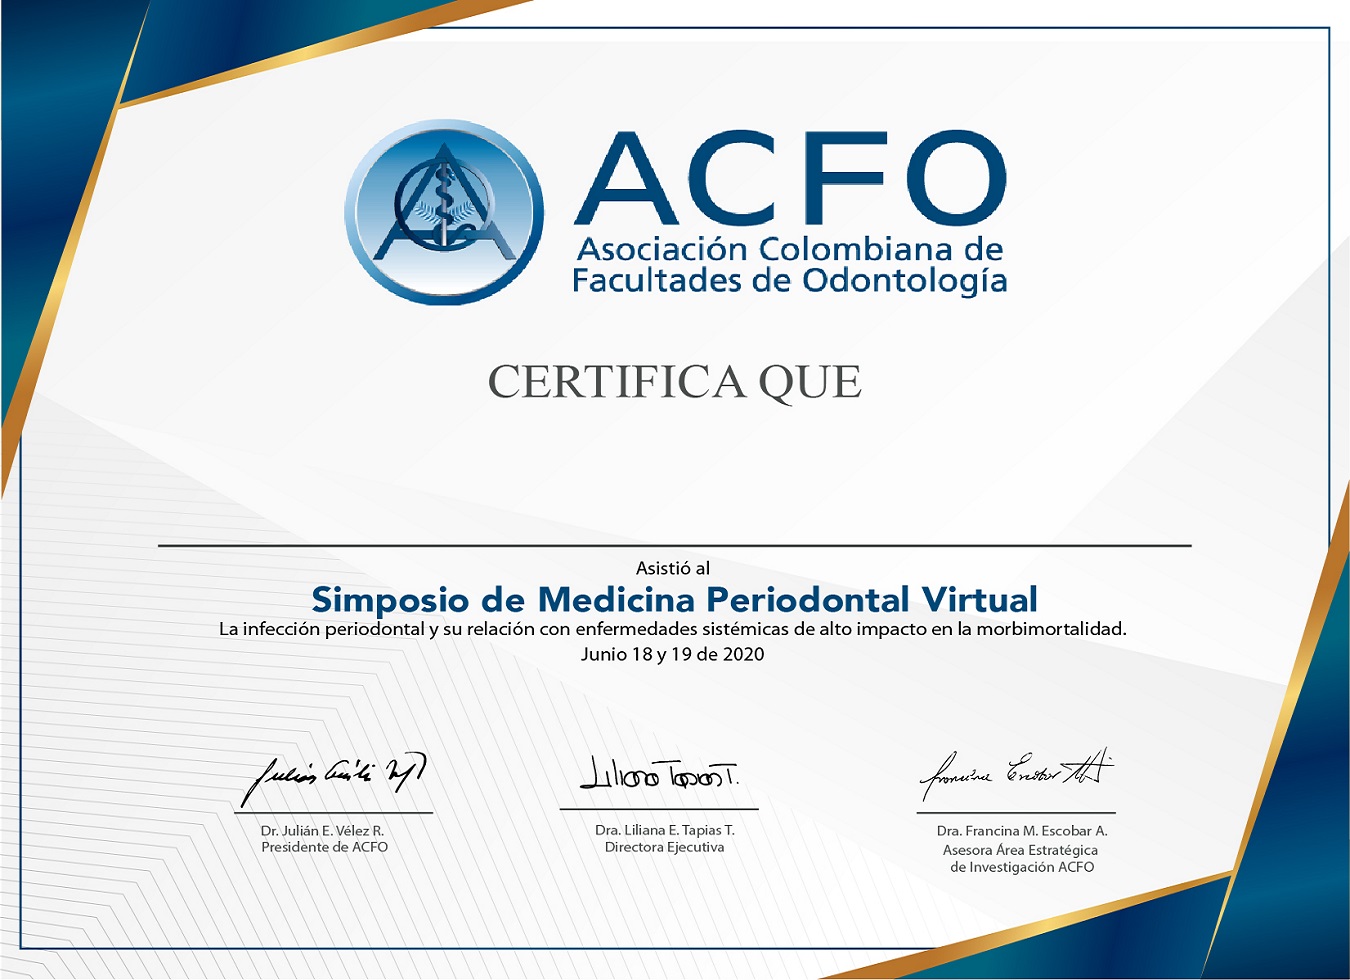 ACFO
Asociación Colombiana de
Facultades de Odontología
CERTIFICA QUE
Asistió al
Simposio de Medicina Periodontal Virtual
La infección periodontal y su relación con enfermedades sistémicas de alto impacto en la morbimortalidad.
Junio 18 y 19 de 2020
Liliana Tapias T.
Dr. Julián E. Vélez R.
Presidente de ACFO
Dra. Liliana E. Tapias T.
Directora Ejecutiva
Dra. Francina M. Escobar A.
Asesora Área Estratégica
de Investigación ACFO